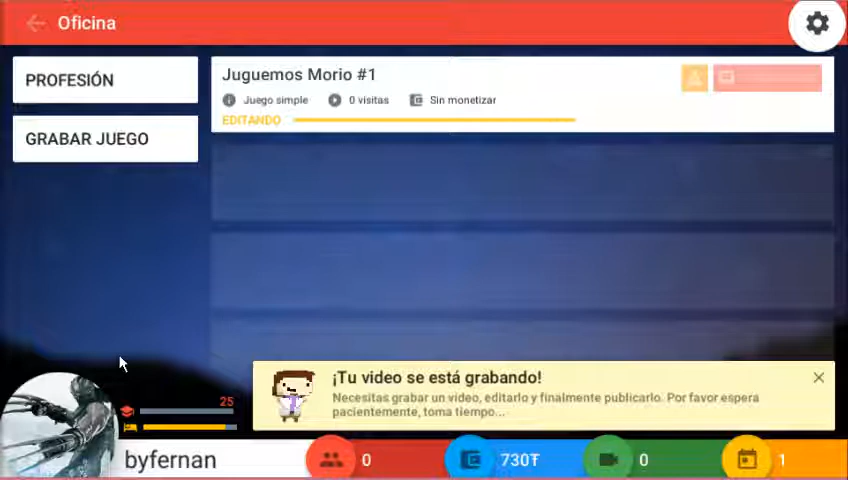 Oficina
PROFESIÓN
GRABAR JUEGO
Juguemos Morio #1
Juego simple 0 visitas Sin monetizar
EDITANDO
¡Tu video se está grabando!
Necesitas grabar un video, editarlo y finalmente publicarlo. Por favor espera
pacientemente, toma tiempo...
25
byfernan 0 730₸ 0 1